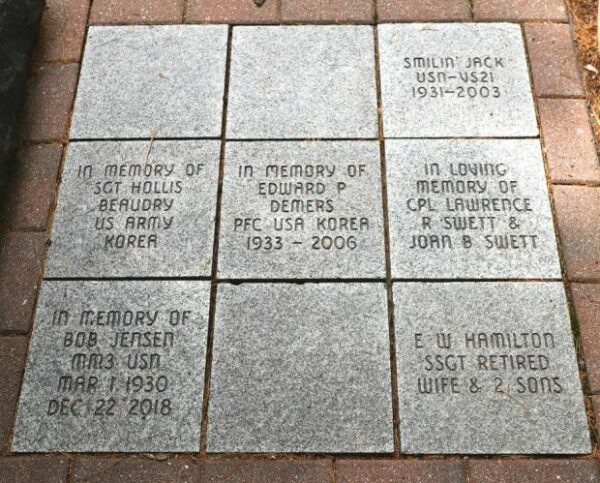 SMILIN' JACK
USN-VS21
1931-2003
IN MEMORY OF
SGT HOLLIS
BEAUDRY
US ARMY
KOREA
IN MEMORY OF
EDWARD P
DEMERS
PFC USA KOREA
1933 - 2006
IN LOVING
MEMORY OF
CPL LAWRENCE
R SWETT &
JOAN B SWETT
IN MEMORY OF
BOB JENSEN
MM3 USN
MAR 1 1930
DEC 22 2018
E W HAMILTON
SSGT RETIRED
WIFE & 2 SONS